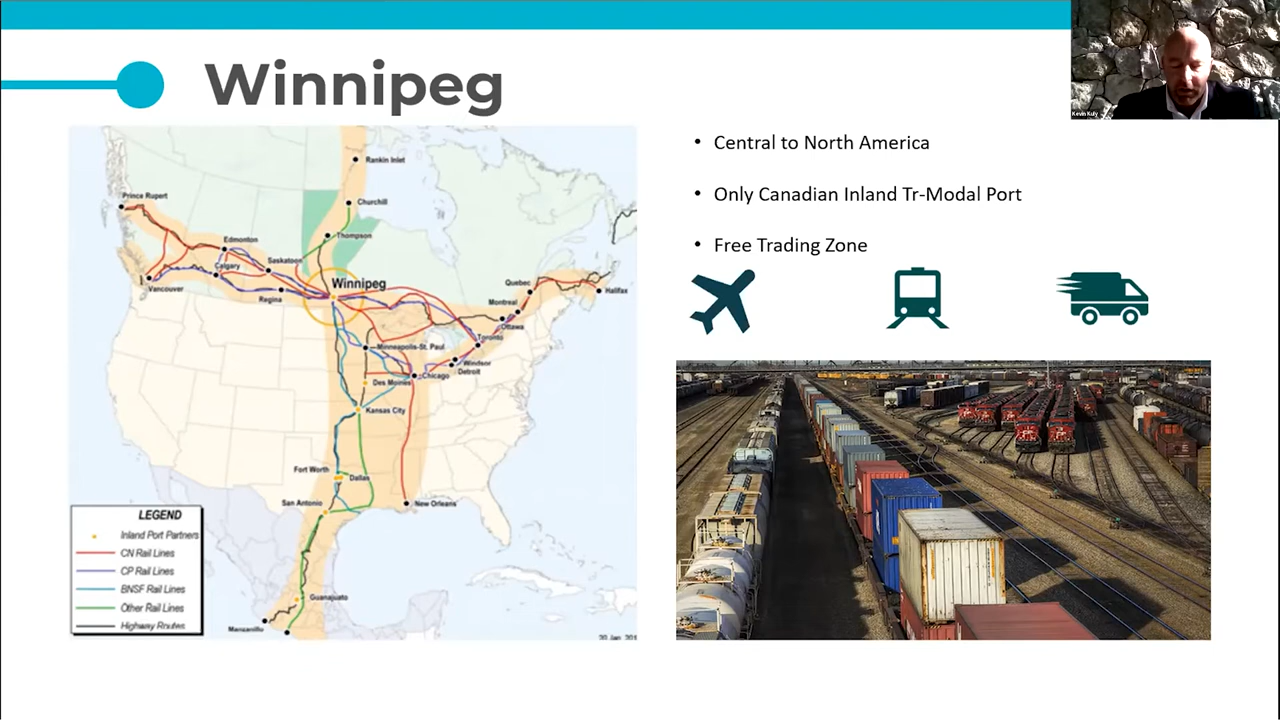 Winnipeg
Kevin Kuly
• Central to North America
• Only Canadian Inland Tr-Modal Port
• Free Trading Zone
Rankin Inlet
Churchill
Prince Rupert
Thompson
Edmonton
Saskatoon
Calgary
Winnipeg
Quebec
Vancouver
Regina
Halifax
Montreal
Ottawa
Toronto
Minneapolis-St. Paul
Windsor
Detroit
Chicago
Des Moines
Kansas City
Fort Worth
Dallas
San Antonio
New Orleans
LEGEND
Inland Port Partners
CN Rail Lines
CP Rail Lines
BNSF Rail Lines
Other Rail Lines
Highway Routes
Guanajuato
Manzanillo